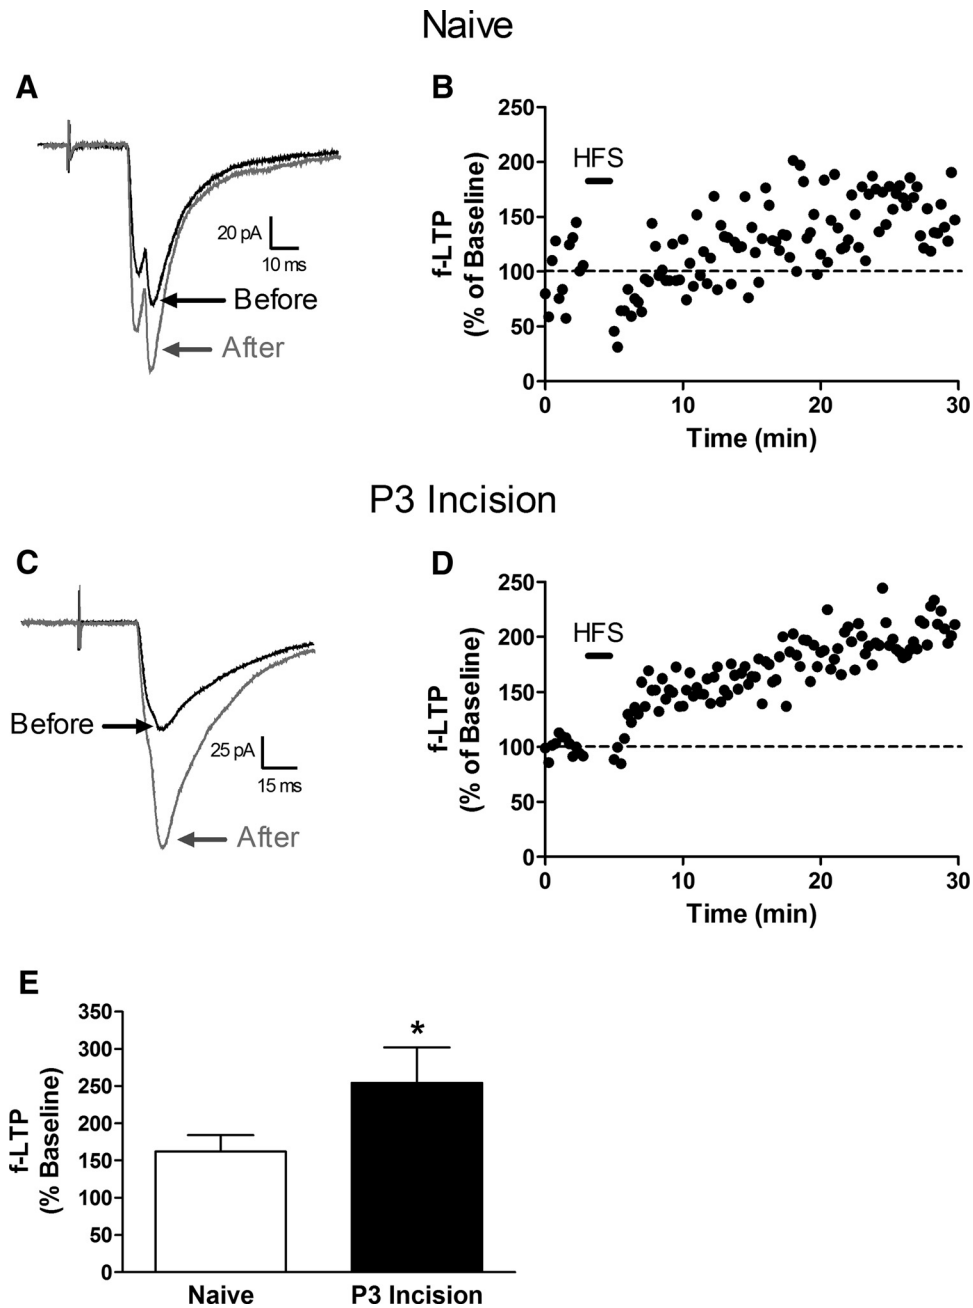 Naive
A
20 pA
10 ms
Before
After
B
250
200
150
100
50
0
f-LTP
(% of Baseline)
HFS
0 10 20 30
Time (min)
P3 Incision
C
Before
25 pA
15 ms
After
D
250
200
150
100
50
0
f-LTP
(% of Baseline)
HFS
0 10 20 30
Time (min)
E
350
300
250
200
150
100
50
0
f-LTP
(% Baseline)
*
Naive P3 Incision